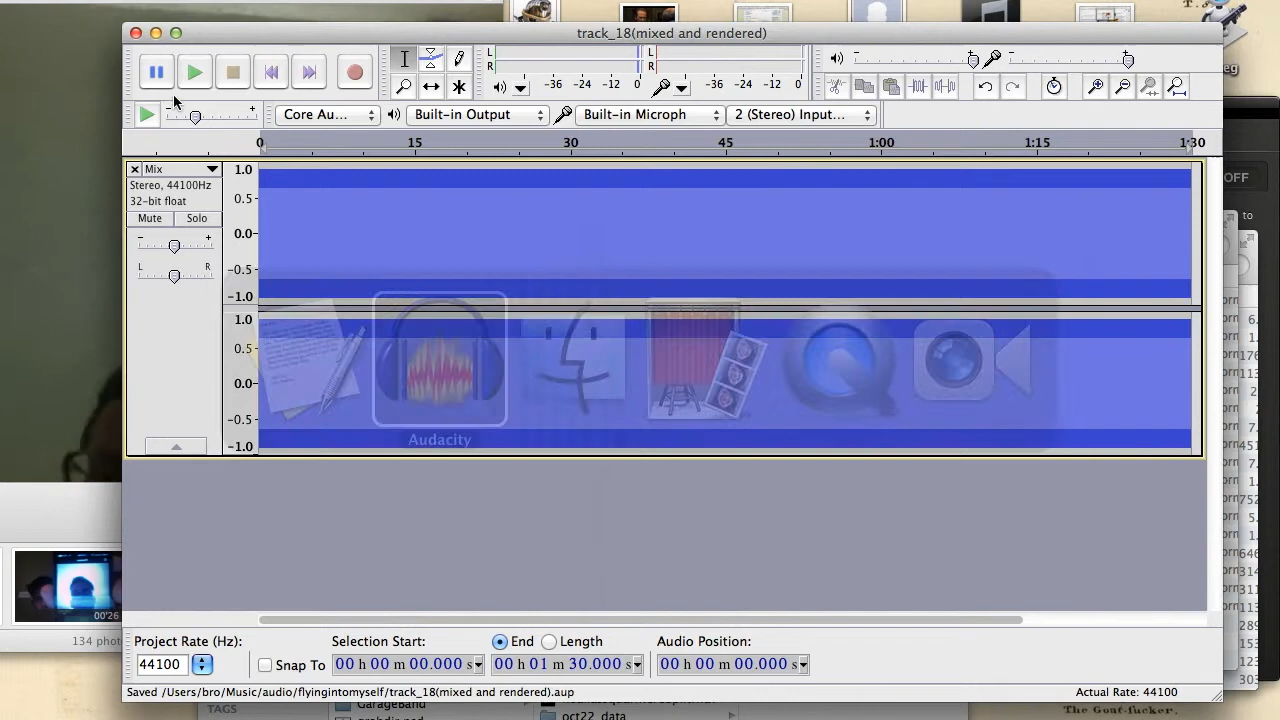 track_18(mixed and rendered)
L
R
-36 -24 -12 0
L
R
-36 -24 -12 0
Core Au...
Built-in Output
Built-in Microph
2 (Stereo) Input...
0 15 30 45 1:00 1:15 1:30
Mix
Stereo, 44100Hz
32-bit float
Mute Solo
- +
L R
1.0
0.5
0.0
-0.5
-1.0
1.0
0.5
0.0
-0.5
-1.0
Audacity
OFF
to
00'26
134 phot
Project Rate (Hz):
44100
Selection Start:
End
Length
Audio Position:
Snap To
00 h 00 m 00.000 s
00 h 01 m 30.000 s
00 h 00 m 00.000 s
Saved /Users/bro/Music/audio/flyingintomyself/track_18(mixed and rendered).aup
Actual Rate: 44100
TAGS
GarageBand
oct22_data
The Goat-fucker.